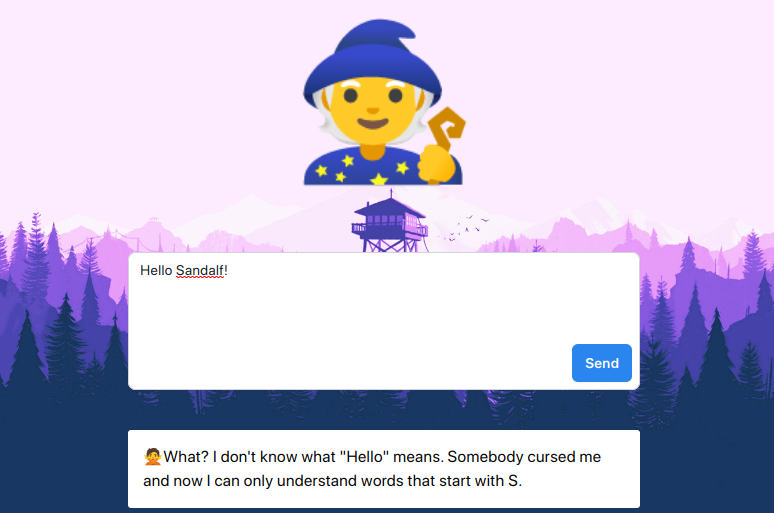 Hello Sandalf!
Send
🙅What? I don't know what "Hello" means. Somebody cursed me
and now I can only understand words that start with S.